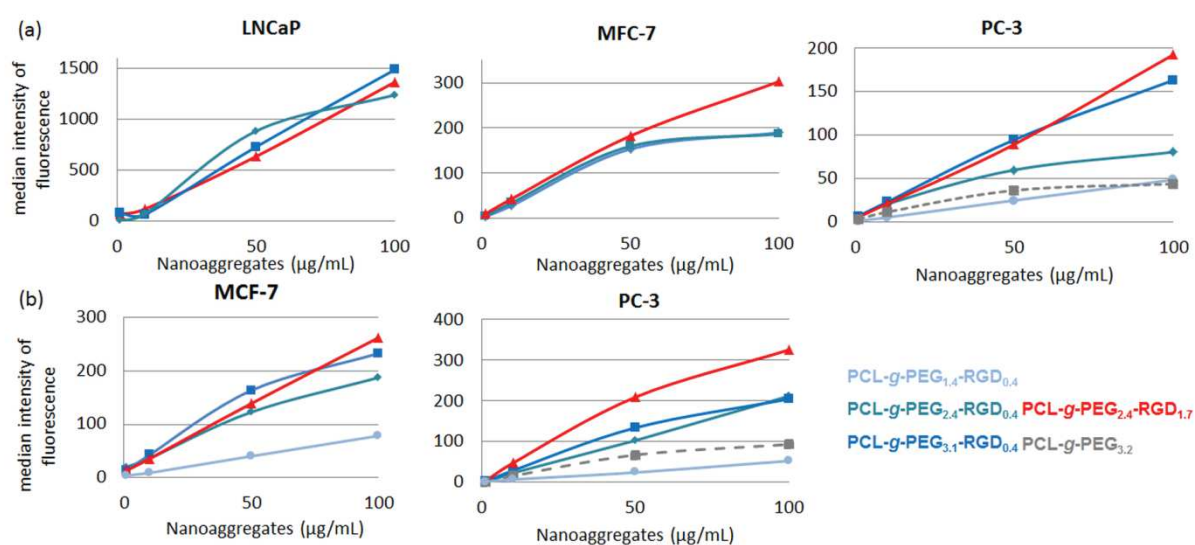 (a)
LNCaP
MFC-7
PC-3
median intensity of
fluorescence
1500
1000
500
0
0
50
100
Nanoaggregates (µg/mL)
300
200
100
0
0
50
100
Nanoaggregates (µg/mL)
200
150
100
50
0
0
50
100
Nanoaggregates (µg/mL)
(b)
MCF-7
PC-3
median intensity of
fluorescence
300
200
100
0
0
50
100
Nanoaggregates (µg/mL)
400
300
200
100
0
0
50
100
Nanoaggregates (µg/mL)
PCL-g-PEG1.4-RGD0.4
PCL-g-PEG2.4-RGD0.4 PCL-g-PEG2.4-RGD1.7
PCL-g-PEG3.1-RGD0.4 PCL-g-PEG3.2